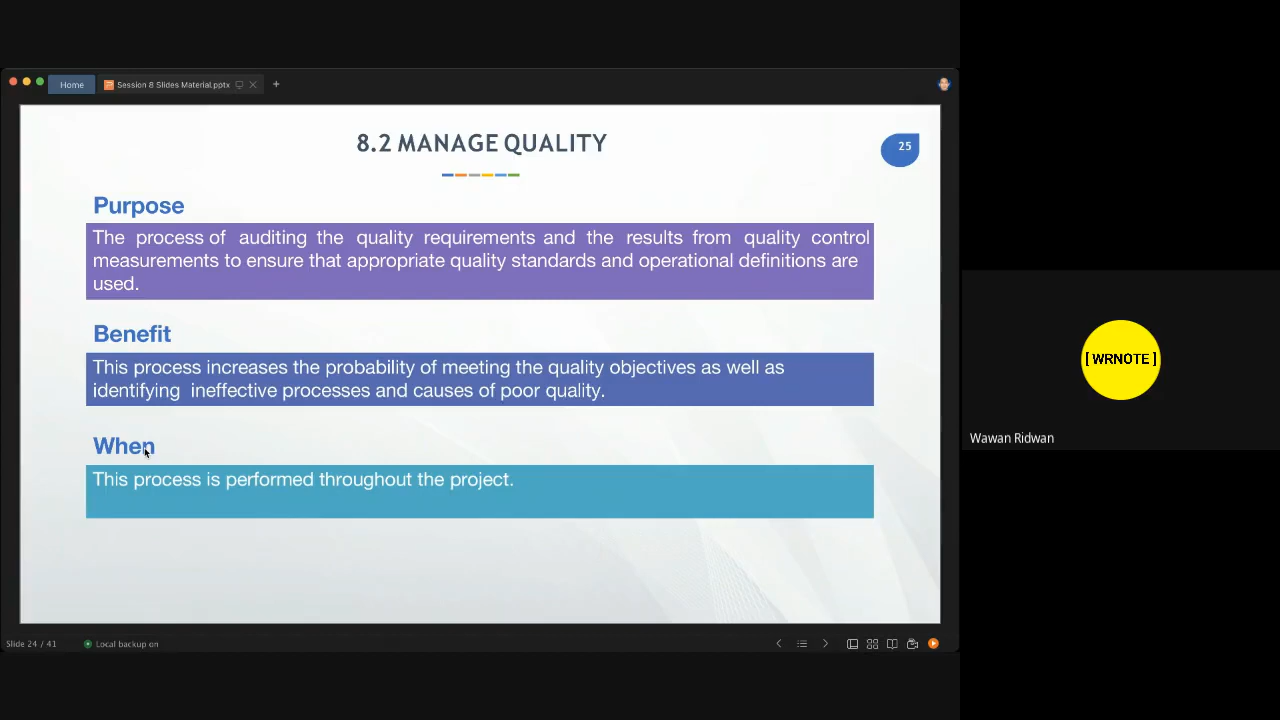 Home
Session 8 Slides Material.pptx
8.2 MANAGE QUALITY
25
Purpose
The process of auditing the quality requirements and the results from quality control
measurements to ensure that appropriate quality standards and operational definitions are
used.
Benefit
This process increases the probability of meeting the quality objectives as well as
identifying ineffective processes and causes of poor quality.
When
This process is performed throughout the project.
Slide 24 / 41
Local backup on
[ WRNOTE ]
Wawan Ridwan